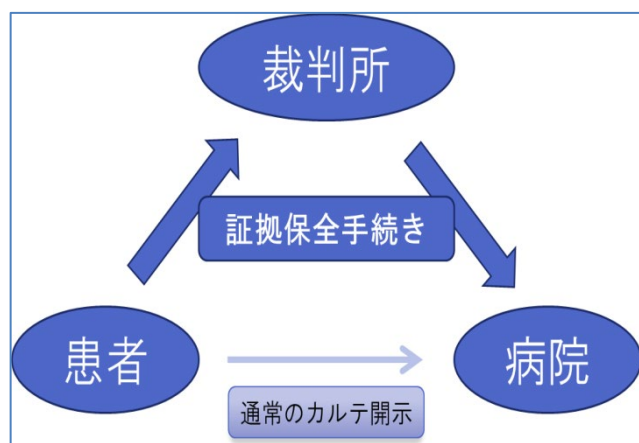 裁判所
証拠保全手続き
患者
病院
通常のカルテ開示